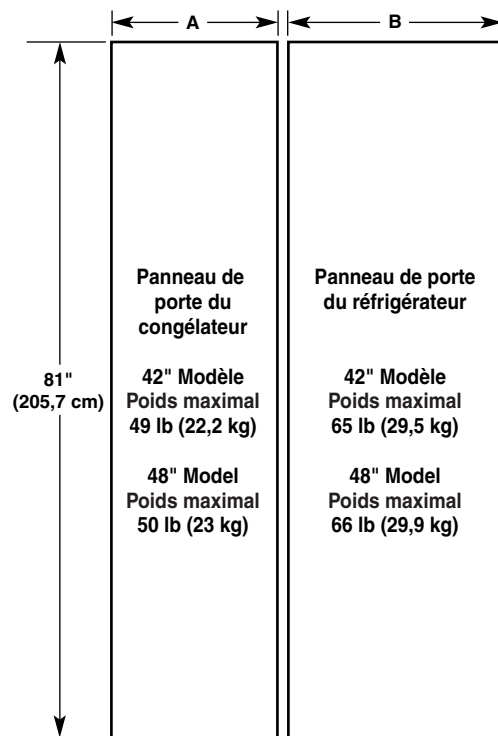 A
B
81"
(205,7 cm)
Panneau de
porte du
congélateur
42" Modèle
Poids maximal
49 lb (22,2 kg)
48" Model
Poids maximal
50 lb (23 kg)
Panneau de porte
du réfrigérateur
42" Modèle
Poids maximal
65 lb (29,5 kg)
48" Model
Poids maximal
66 lb (29,9 kg)